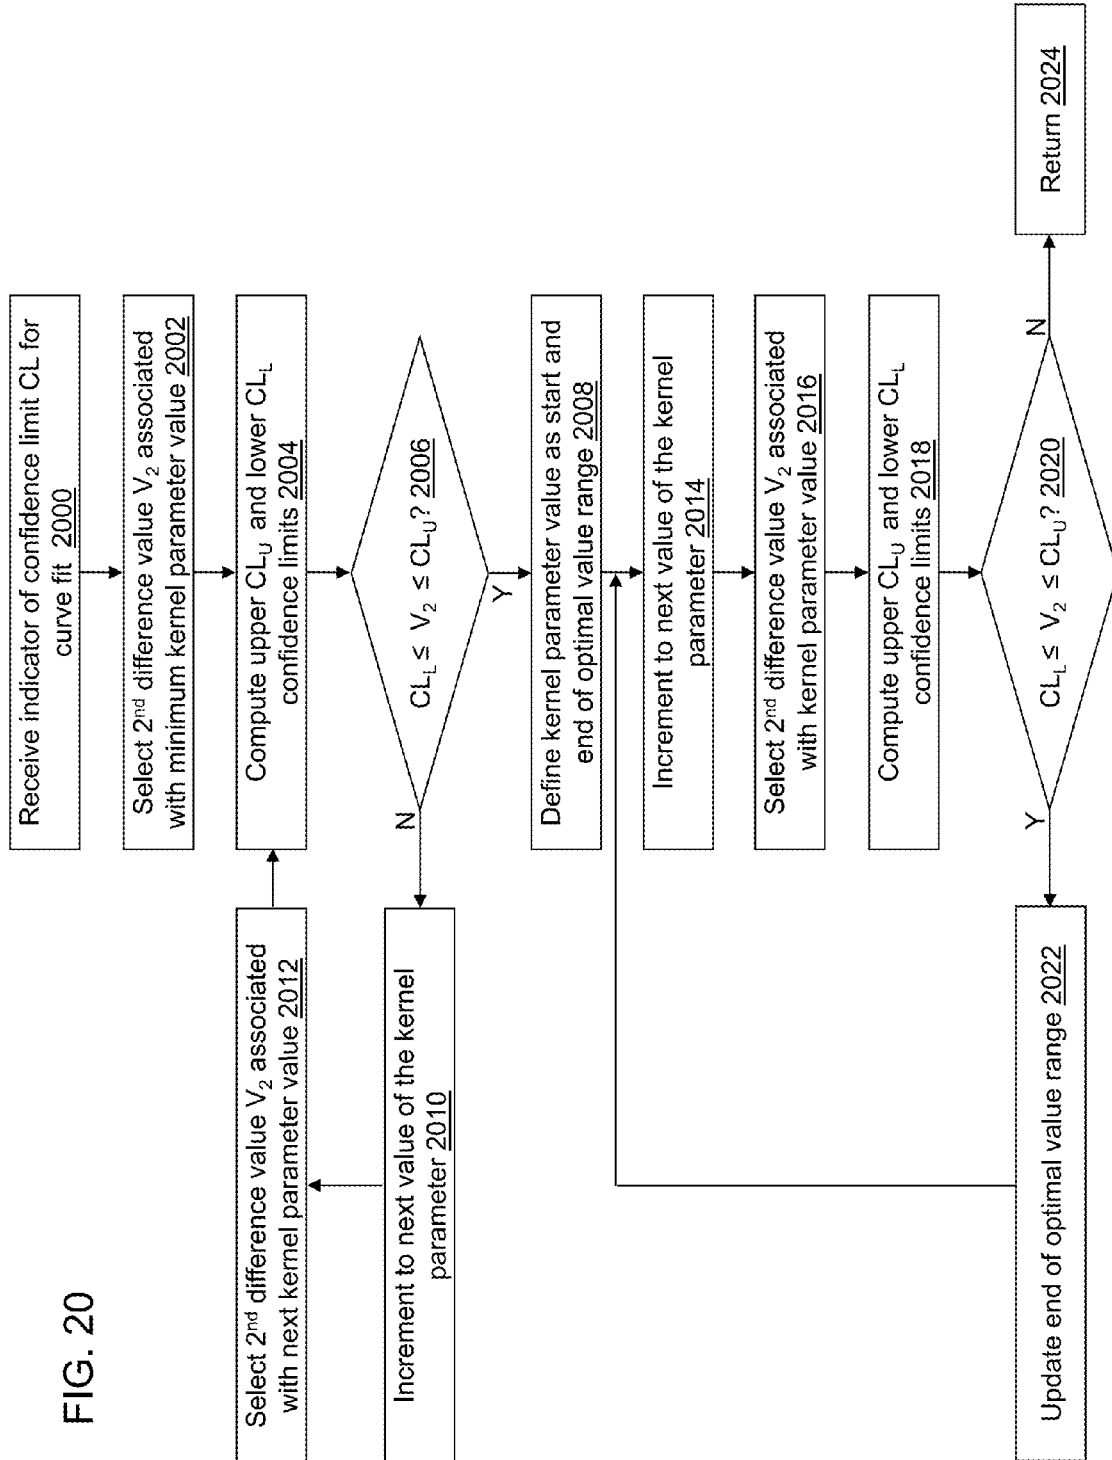 FIG. 20
Receive indicator of confidence limit CL for
curve fit 2000
Select 2nd difference value V2 associated
with minimum kernel parameter value 2002
Compute upper CLU and lower CLL
confidence limits 2004
CLL ≤ V2 ≤ CLU? 2006
N
Y
Increment to next value of the kernel
parameter 2010
Select 2nd difference value V2 associated
with next kernel parameter value 2012
Define kernel parameter value as start and
end of optimal value range 2008
Increment to next value of the kernel
parameter 2014
Select 2nd difference value V2 associated
with kernel parameter value 2016
Compute upper CLU and lower CLL
confidence limits 2018
CLL ≤ V2 ≤ CLU? 2020
Y
N
Update end of optimal value range 2022
Return 2024